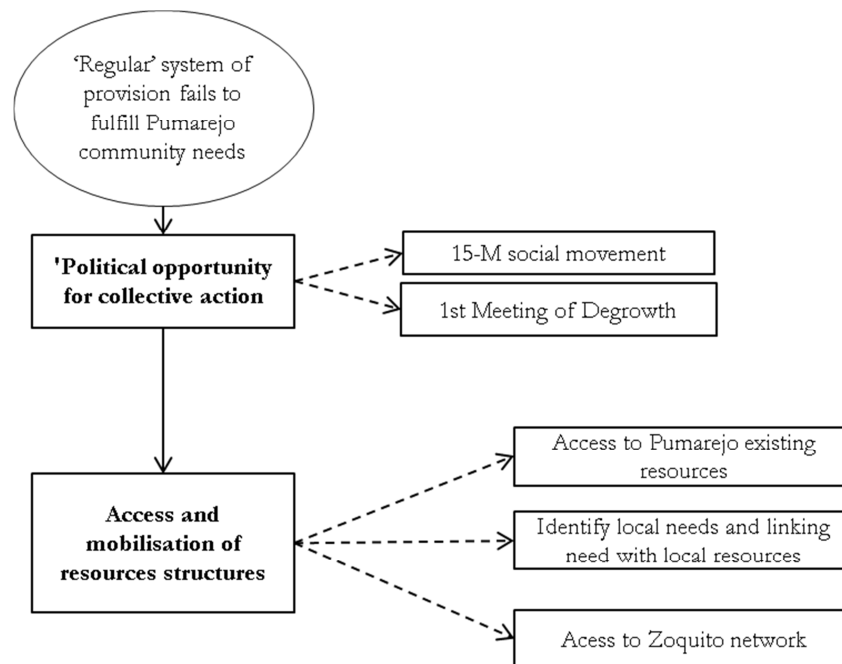 ‘Regular’ system of
provision fails to
fulfill Pumarejo
community needs
'Political opportunity
for collective action
15-M social movement
1st Meeting of Degrowth
Access and
mobilisation of
resources structures
Access to Pumarejo existing
resources
Identify local needs and linking
need with local resources
Acess to Zoquito network